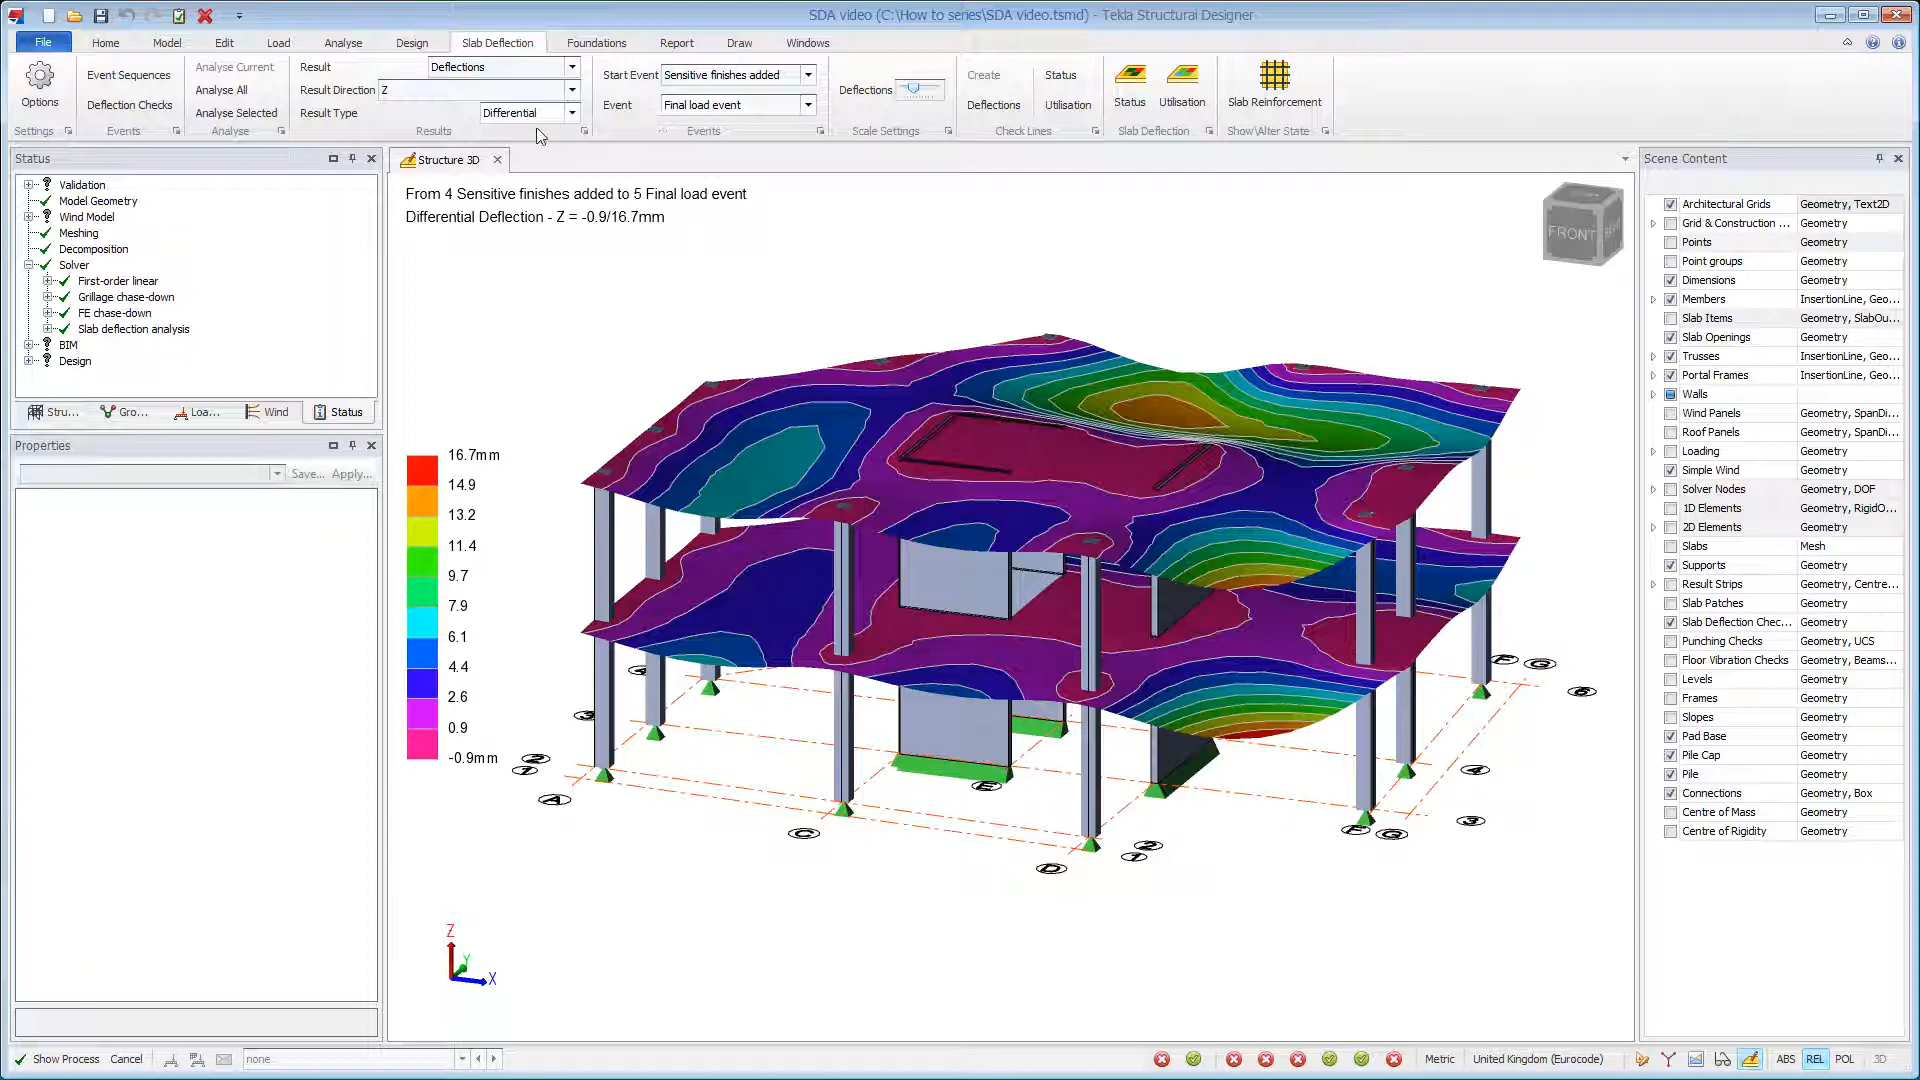 SDA video (C:\How to series\SDA video.tsmd) - Tekla Structural Designer
File Home Model Edit Load Analyse Design Slab Deflection Foundations Report Draw Windows
Options
Settings
Event Sequences
Deflection Checks
Events
Analyse Current
Analyse All
Analyse Selected
Analyse
Result Deflections
Result Direction Z
Result Type Differential
Results
Start Event Sensitive finishes added
Event Final load event
Events
Deflections
Scale Settings
Create Status
Deflections Utilisation
Check Lines
Status Utilisation
Slab Deflection
Slab Reinforcement
Show/Alter State
Status
Validation
Model Geometry
Wind Model
Meshing
Decomposition
Solver
First-order linear
Grillage chase-down
FE chase-down
Slab deflection analysis
BIM
Design
Stru... Gro... Loa... Wind Status
Properties
Save... Apply...
Structure 3D
From 4 Sensitive finishes added to 5 Final load event
Differential Deflection - Z = -0.9/16.7mm
FRONT
16.7mm
14.9
13.2
11.4
9.7
7.9
6.1
4.4
2.6
0.9
-0.9mm
4
3
2
1
A
C
E
D
2
1
F
G
F
G
6
4
3
Z
Y
X
Scene Content
Architectural Grids Geometry, Text2D
Grid & Construction ... Geometry
Points Geometry
Point groups Geometry
Dimensions Geometry
Members InsertionLine, Geo...
Slab Items Geometry, SlabOu...
Slab Openings Geometry
Trusses InsertionLine, Geo...
Portal Frames InsertionLine, Geo...
Walls
Wind Panels Geometry, SpanDi...
Roof Panels Geometry, SpanDi...
Loading Geometry
Simple Wind Geometry
Solver Nodes Geometry, DOF
1D Elements Geometry, RigidO...
2D Elements Geometry
Slabs Mesh
Supports Geometry
Result Strips Geometry, Centre...
Slab Patches Geometry
Slab Deflection Chec... Geometry
Punching Checks Geometry, UCS
Floor Vibration Checks Geometry, Beams...
Levels Geometry
Frames Geometry
Slopes Geometry
Pad Base Geometry
Pile Cap Geometry
Pile Geometry
Connections Geometry, Box
Centre of Mass Geometry
Centre of Rigidity Geometry
Show Process Cancel none
Metric United Kingdom (Eurocode) ABS REL POL 3D